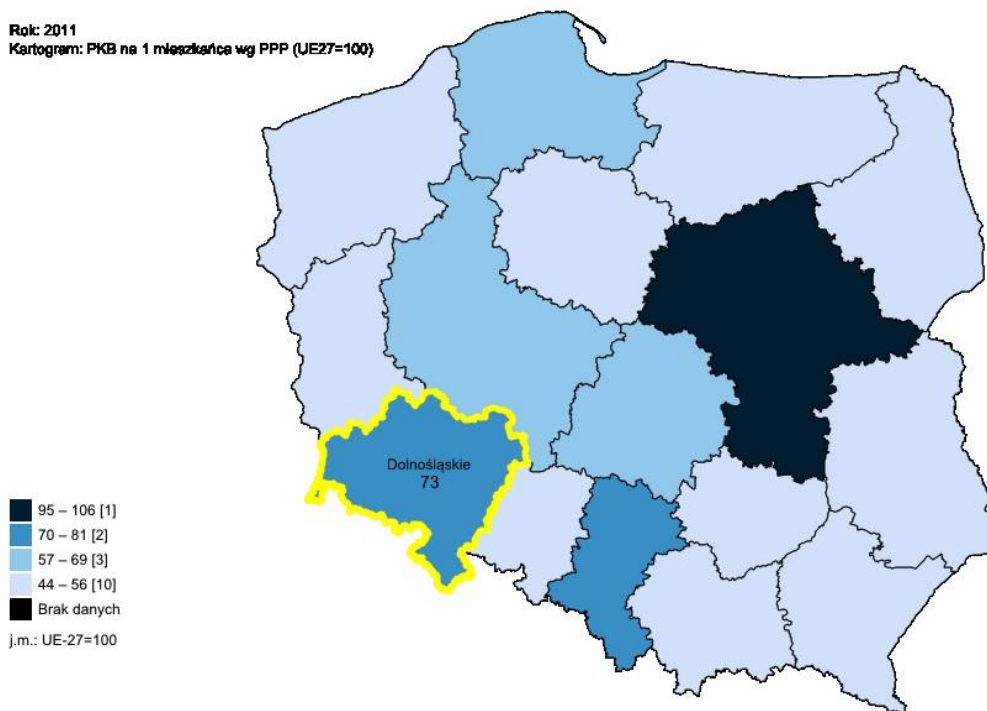 Rok: 2011
Kartogram: PKB na 1 mieszkańca wg PPP (UE27=100)
Dolnośląskie
73
95 – 106 [1]
70 – 81 [2]
57 – 69 [3]
44 – 56 [10]
Brak danych
j.m.: UE-27=100